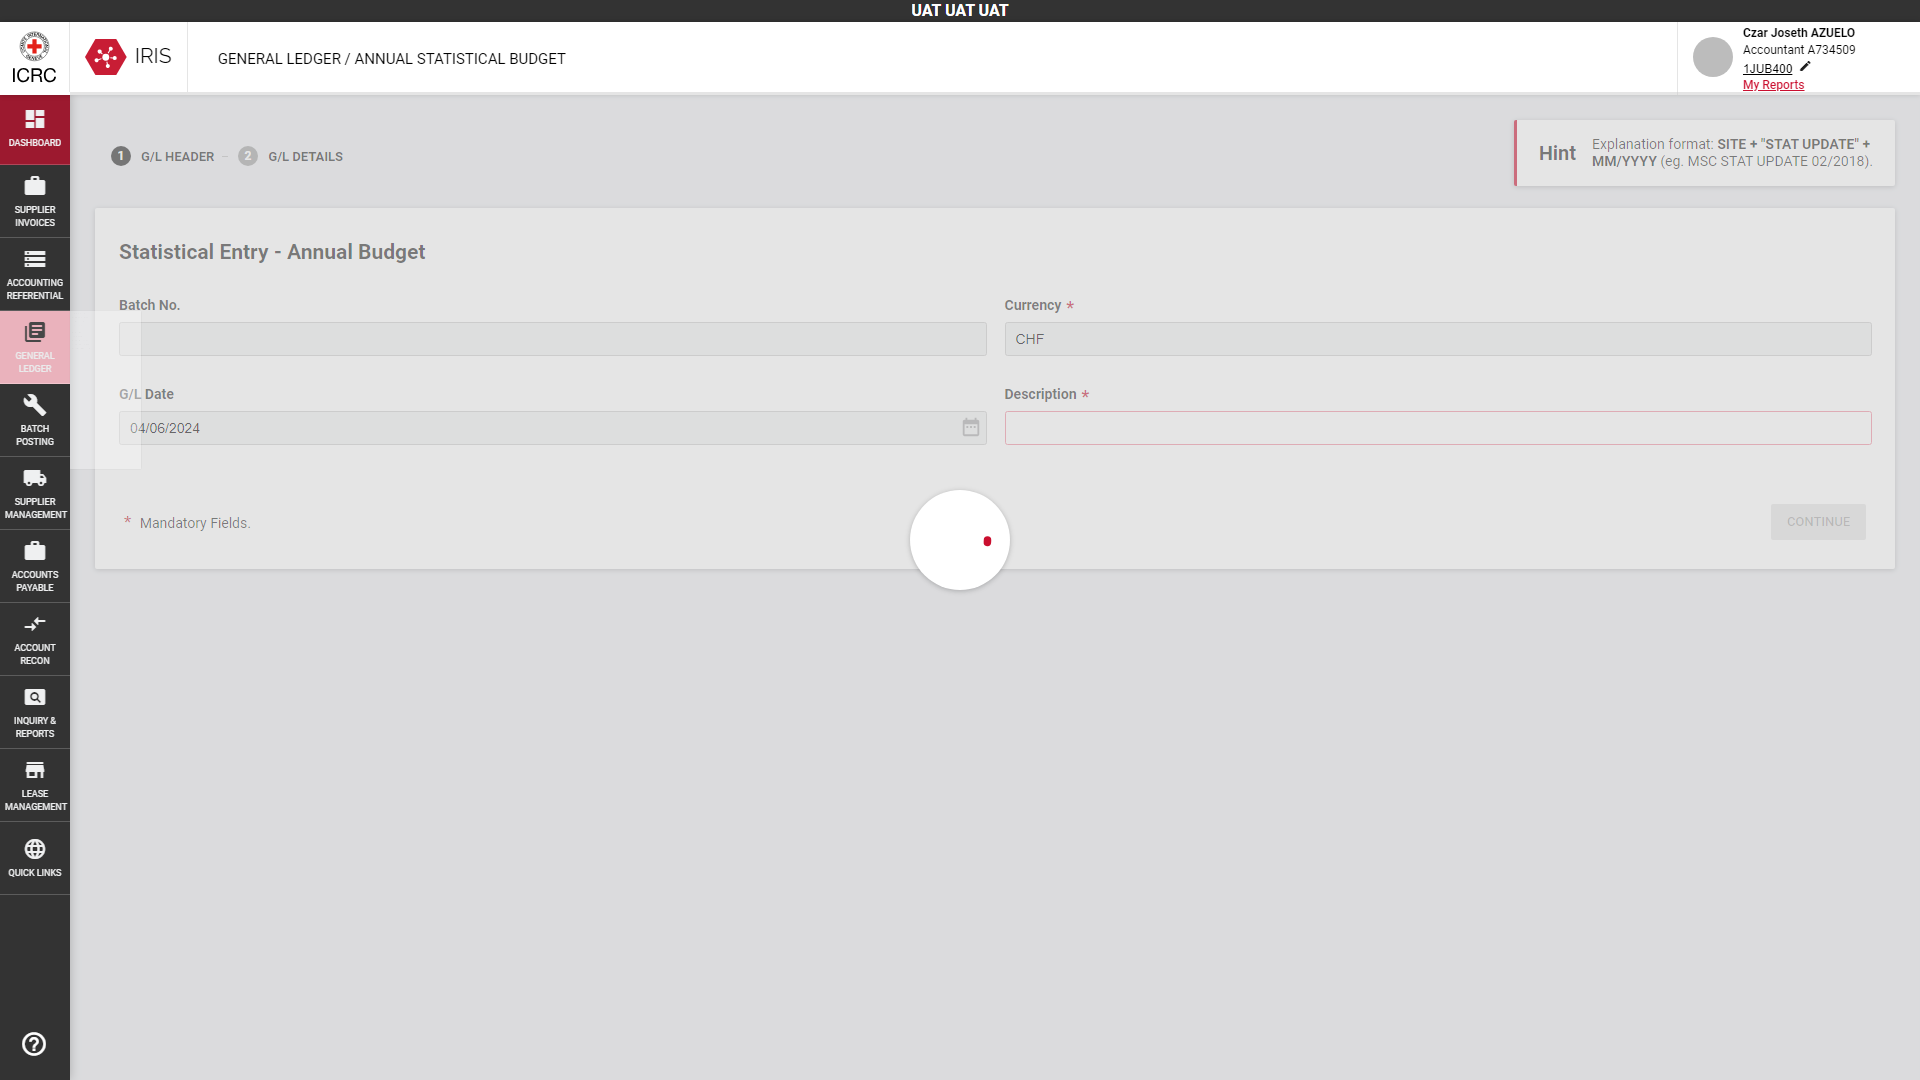 UAT UAT UAT
ICRC
IRIS
GENERAL LEDGER / ANNUAL STATISTICAL BUDGET
Czar Joseth AZUELO
Accountant A734509
1JUB400
My Reports
DASHBOARD
SUPPLIER
INVOICES
ACCOUNTING
REFERENTIAL
GENERAL
LEDGER
BATCH
POSTING
SUPPLIER
MANAGEMENT
ACCOUNTS
PAYABLE
ACCOUNT
RECON
INQUIRY &
REPORTS
LEASE
MANAGEMENT
QUICK LINKS
1 G/L HEADER – 2 G/L DETAILS
Hint
Explanation format: SITE + "STAT UPDATE" +
MM/YYYY (eg. MSC STAT UPDATE 02/2018).
Statistical Entry - Annual Budget
Batch No.
Currency *
CHF
G/L Date
04/06/2024
Description *
* Mandatory Fields.
CONTINUE